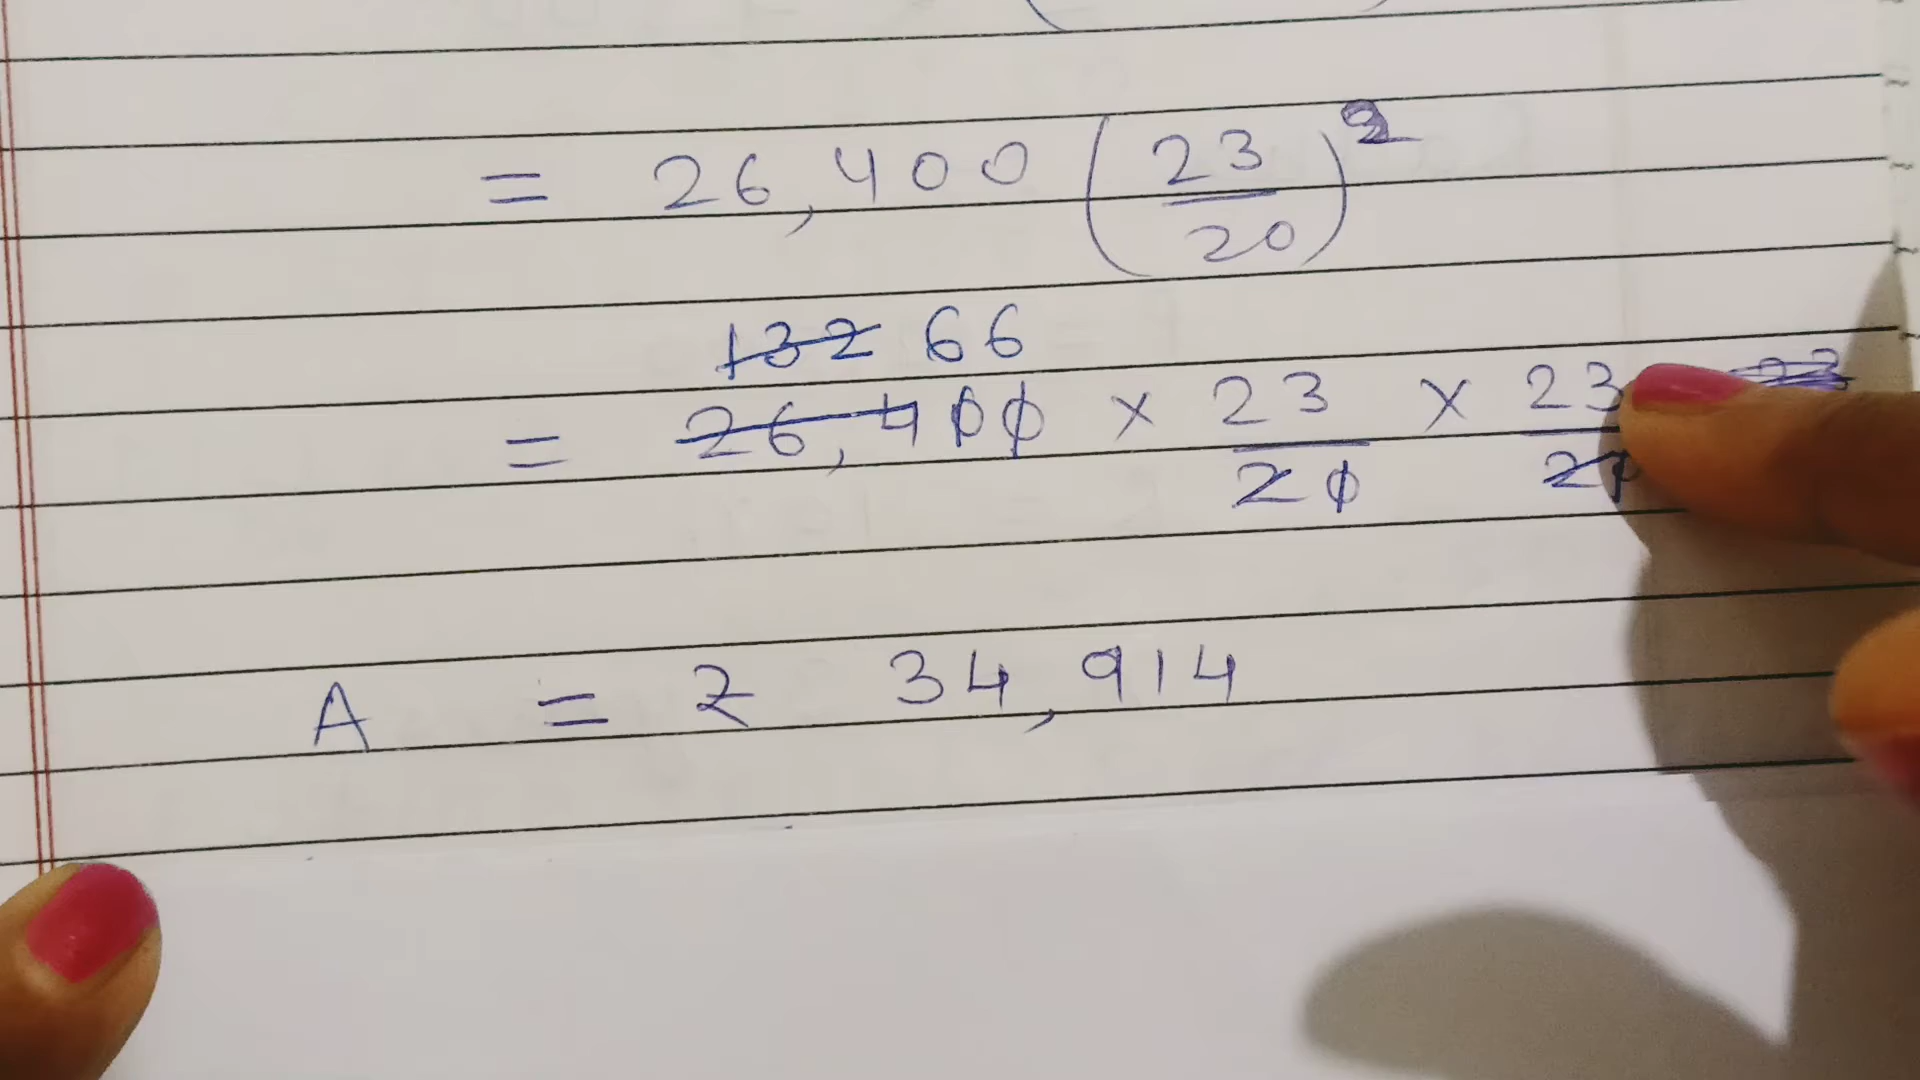 = 26,400 (23/20)²
132 66
= 26,400 × 23/20 × 23/20
A = ₹ 34,914